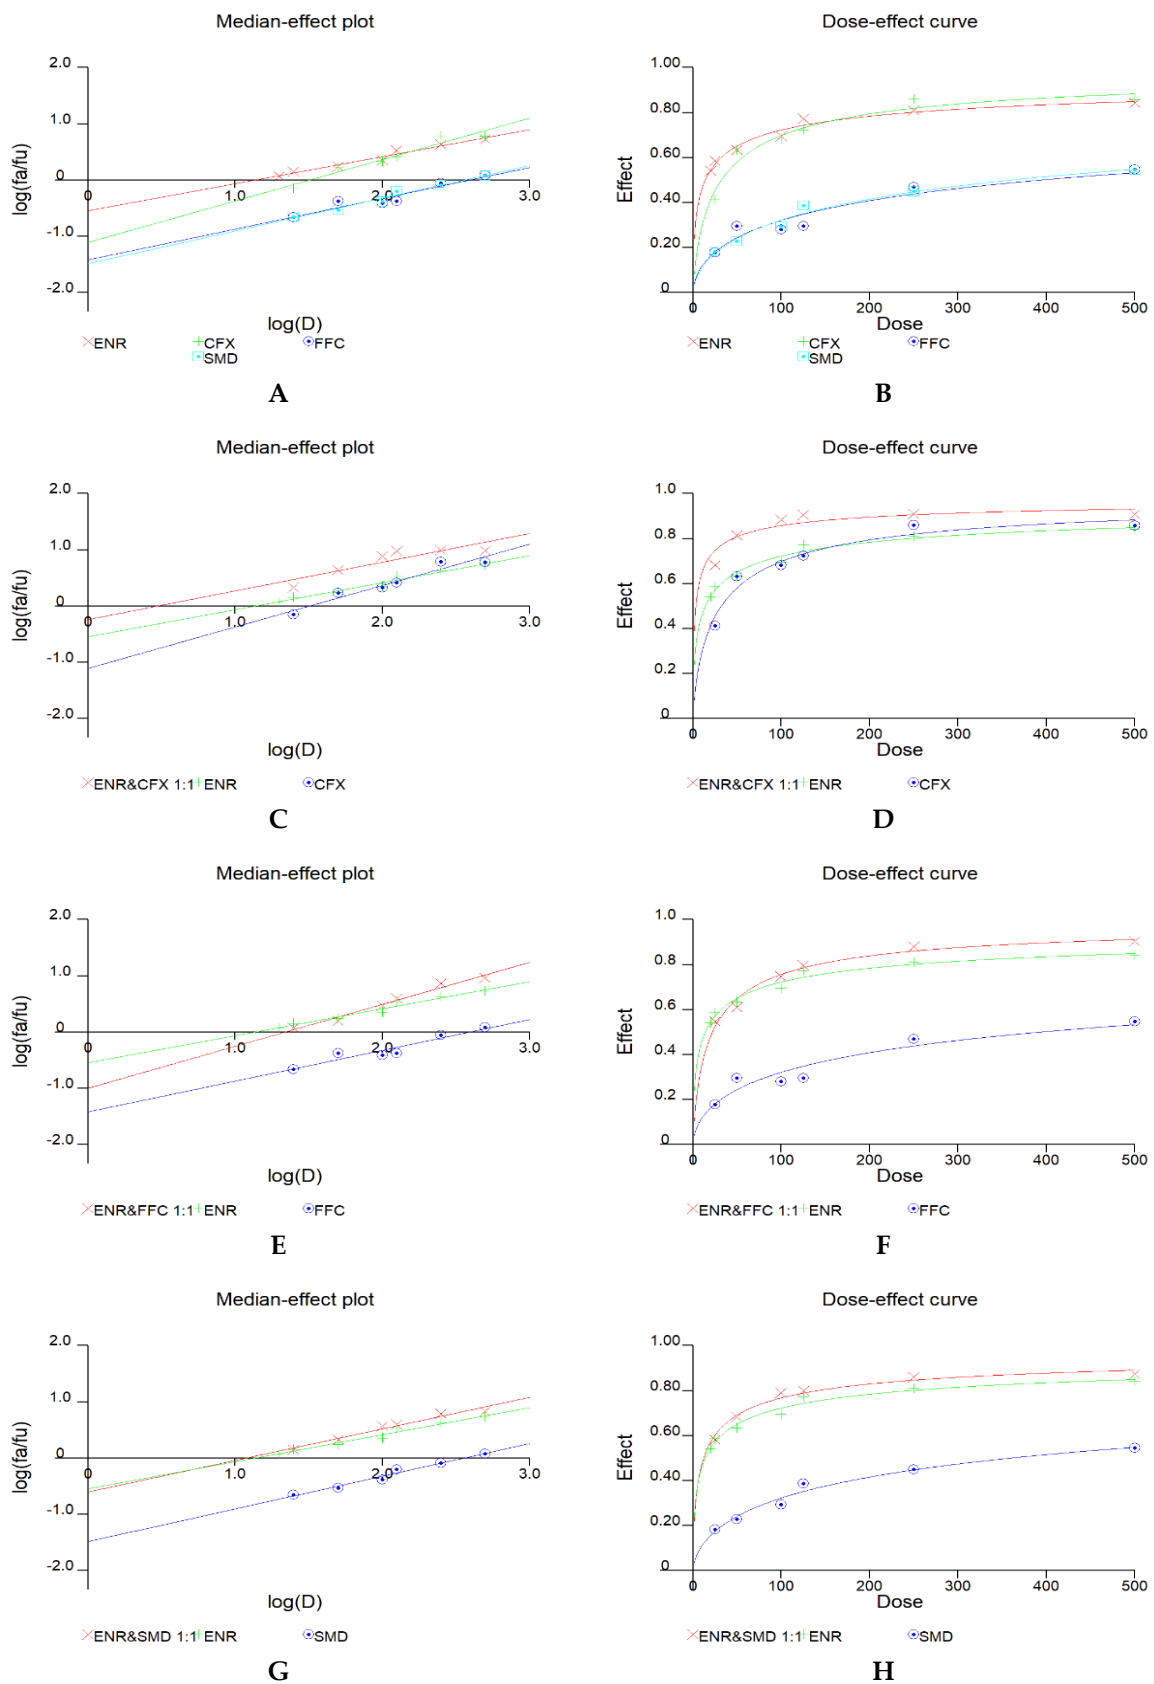 Median-effect plot
2.0
1.0
0
-1.0
-2.0
1.0
2.0
3.0
log(fa/fu)
log(D)
ENR
CFX
FFC
SMD
A
Dose-effect curve
1.00
0.80
0.60
0.40
0.20
0
0
100
200
300
400
500
Effect
Dose
ENR
CFX
FFC
SMD
B
Median-effect plot
2.0
1.0
0
-1.0
-2.0
1.0
2.0
3.0
log(fa/fu)
log(D)
ENR&CFX 1:1
ENR
CFX
C
Dose-effect curve
1.0
0.8
0.6
0.4
0.2
0
0
100
200
300
400
500
Effect
Dose
ENR&CFX 1:1
ENR
CFX
D
Median-effect plot
2.0
1.0
0
-1.0
-2.0
1.0
2.0
3.0
log(fa/fu)
log(D)
ENR&FFC 1:1
ENR
FFC
E
Dose-effect curve
1.0
0.8
0.6
0.4
0.2
0
0
100
200
300
400
500
Effect
Dose
ENR&FFC 1:1
ENR
FFC
F
Median-effect plot
2.0
1.0
0
-1.0
-2.0
1.0
2.0
3.0
log(fa/fu)
log(D)
ENR&SMD 1:1
ENR
SMD
G
Dose-effect curve
1.00
0.80
0.60
0.40
0.20
0
0
100
200
300
400
500
Effect
Dose
ENR&SMD 1:1
ENR
SMD
H